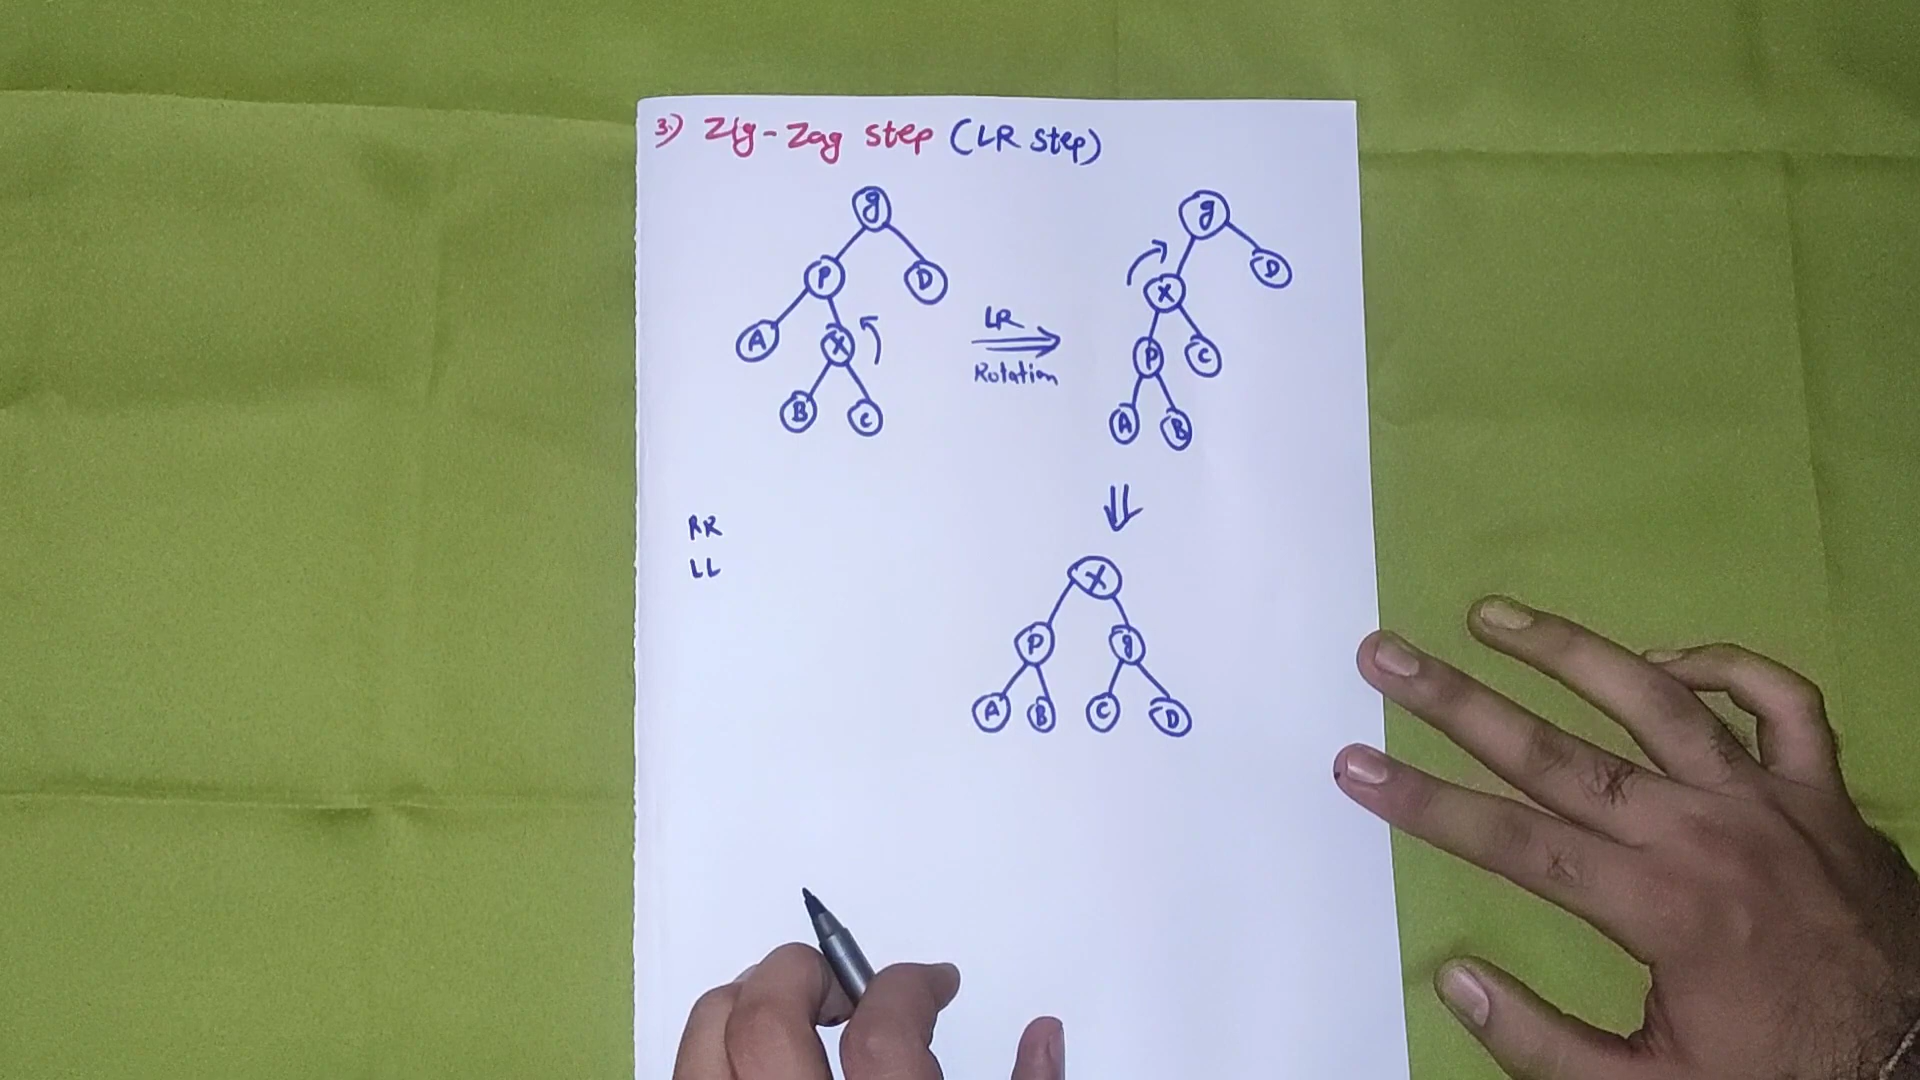 3.) Zig-Zag step (LR step)
g
P D
A X
B C
LR
Rotation
g
X D
P C
A B
RR
LL
X
P g
A B C D